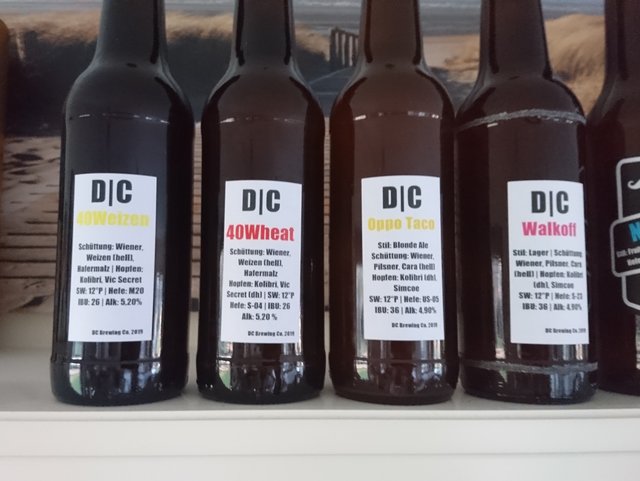 D|C
40Weizen
Schüttung: Wiener,
Weizen (hell),
Hafermalz | Hopfen:
Kolibri, Vic Secret
SW: 12°P | Hefe: M20
IBU: 26 | Alk: 5,20%
DC Brewing Co. 2019
D|C
40Wheat
Schüttung: Wiener,
Weizen (hell),
Hafermalz
Hopfen: Kolibri, Vic
Secret (dh) | SW: 12°P
Hefe: S-04 | IBU: 26
Alk: 5,20 %
DC Brewing Co. 2019
D|C
Oppo Taco
Stil: Blonde Ale
Schüttung: Wiener,
Pilsner, Cara (hell)
Hopfen: Kolibri (dh),
Simcoe
SW: 12°P | Hefe: US-05
IBU: 36 | Alk: 4,90%
DC Brewing Co. 2019
D|C
Walkoff
Stil: Lager | Schüttung
Wiener, Pilsner, Cara
(hell) | Hopfen: Kolibri
(dh), Simcoe
SW: 12°P | Hefe: S-23
IBU: 36 | Alk: 4,90%
DC Brewing Co. 2019